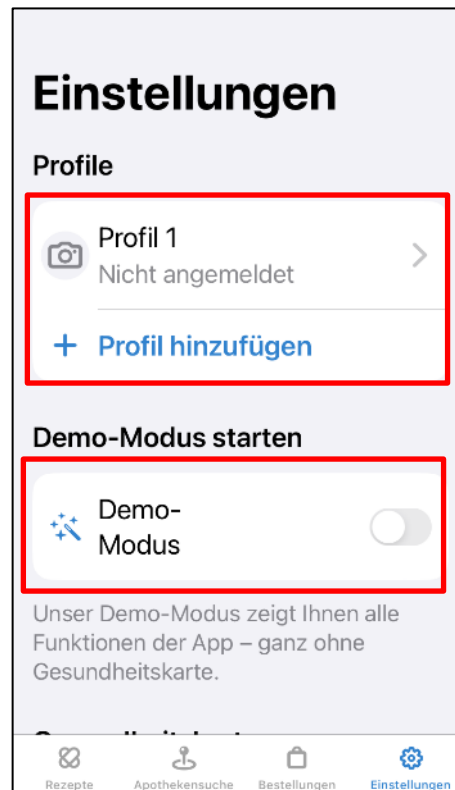 Einstellungen
Profile
Profil 1
Nicht angemeldet
+ Profil hinzufügen
Demo-Modus starten
Demo-
Modus
Unser Demo-Modus zeigt Ihnen alle
Funktionen der App – ganz ohne
Gesundheitskarte.
Rezepte Apothekensuche Bestellungen Einstellungen